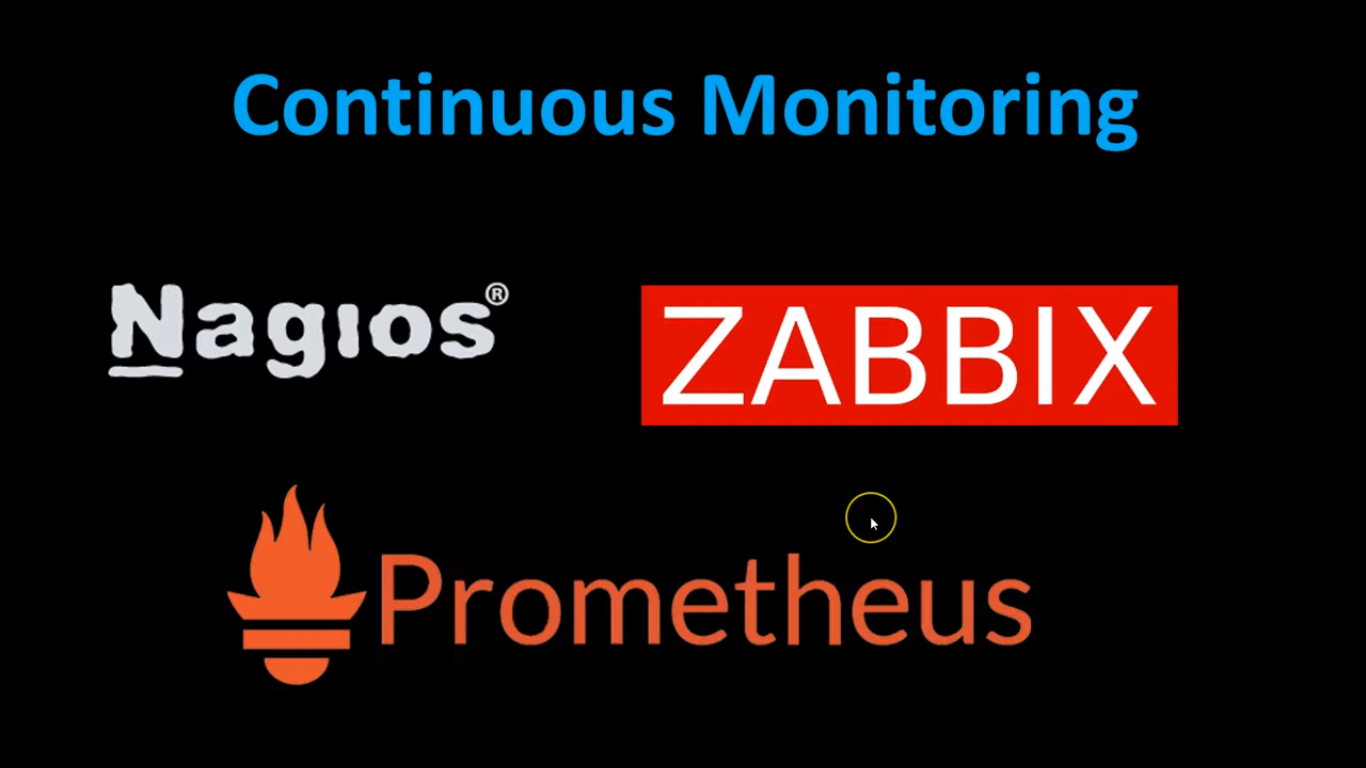 Continuous Monitoring
Nagios®
ZABBIX
Prometheus